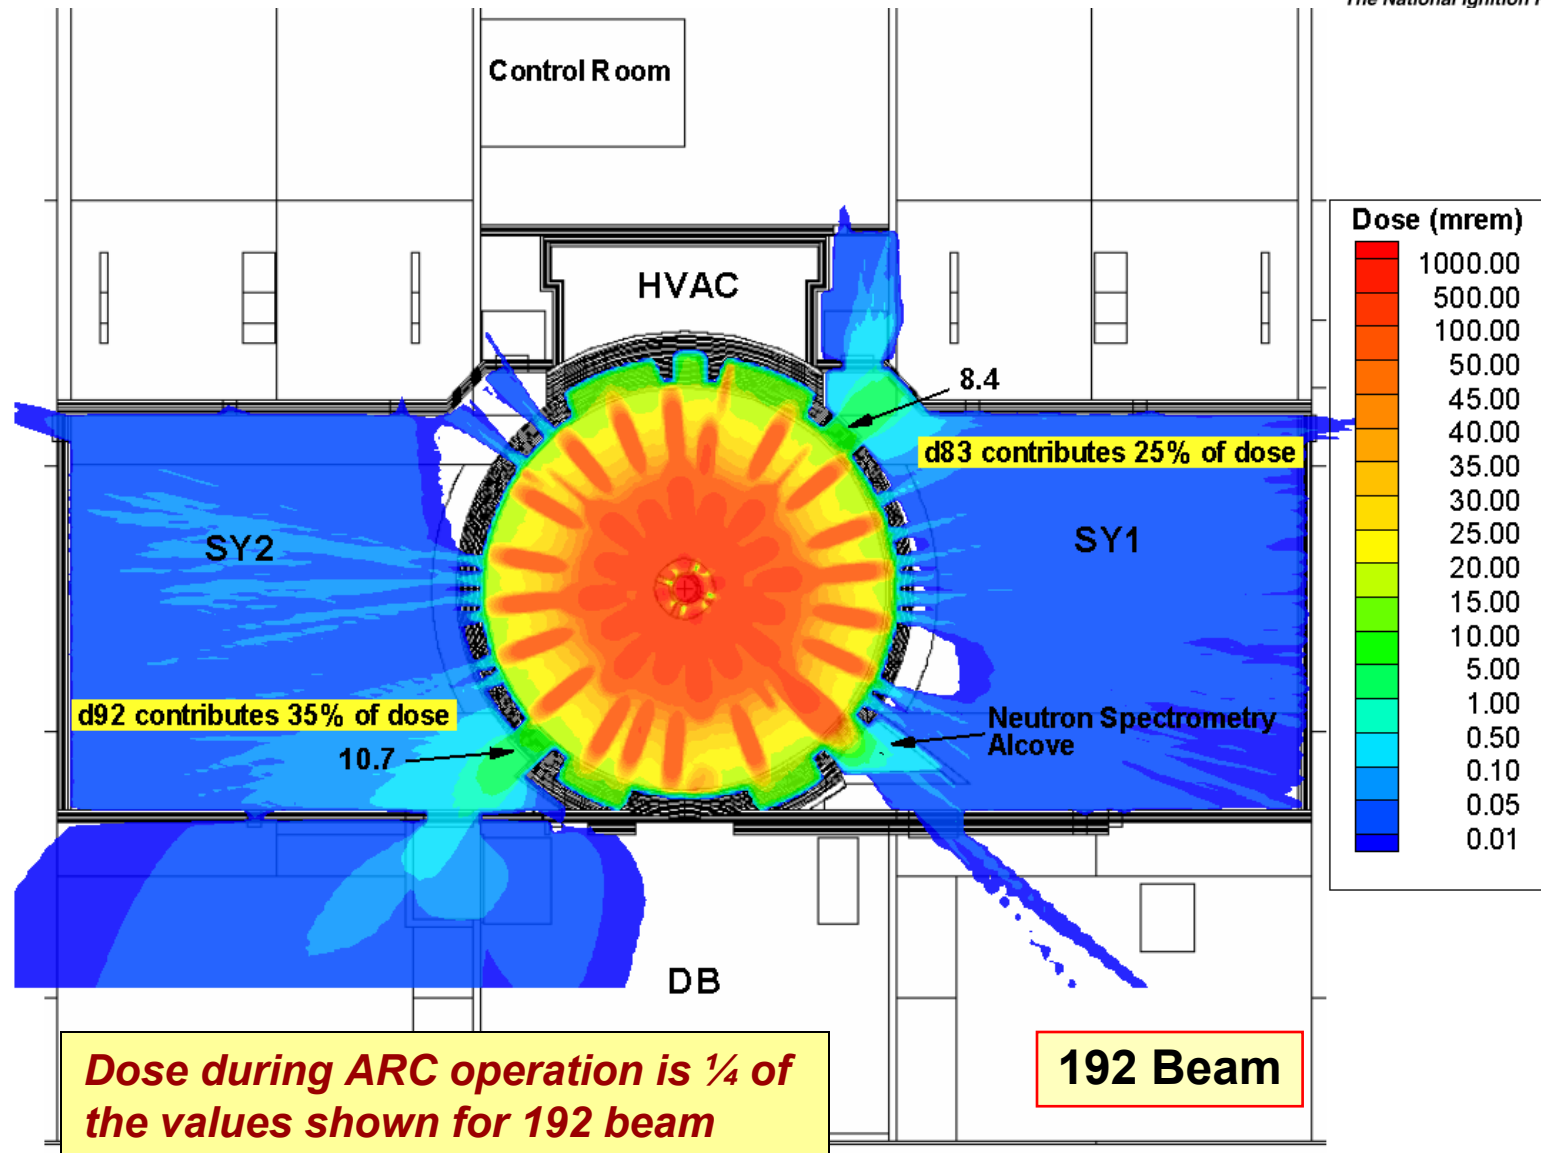 The National Ignition
Control Room
Dose (mrem)
1000.00
500.00
100.00
50.00
45.00
40.00
35.00
30.00
25.00
20.00
15.00
10.00
5.00
1.00
0.50
0.10
0.05
0.01
HVAC
8.4
d83 contributes 25% of dose
SY2
SY1
d92 contributes 35% of dose
10.7
Neutron Spectrometry
Alcove
DB
192 Beam
Dose during ARC operation is ¼ of
the values shown for 192 beam